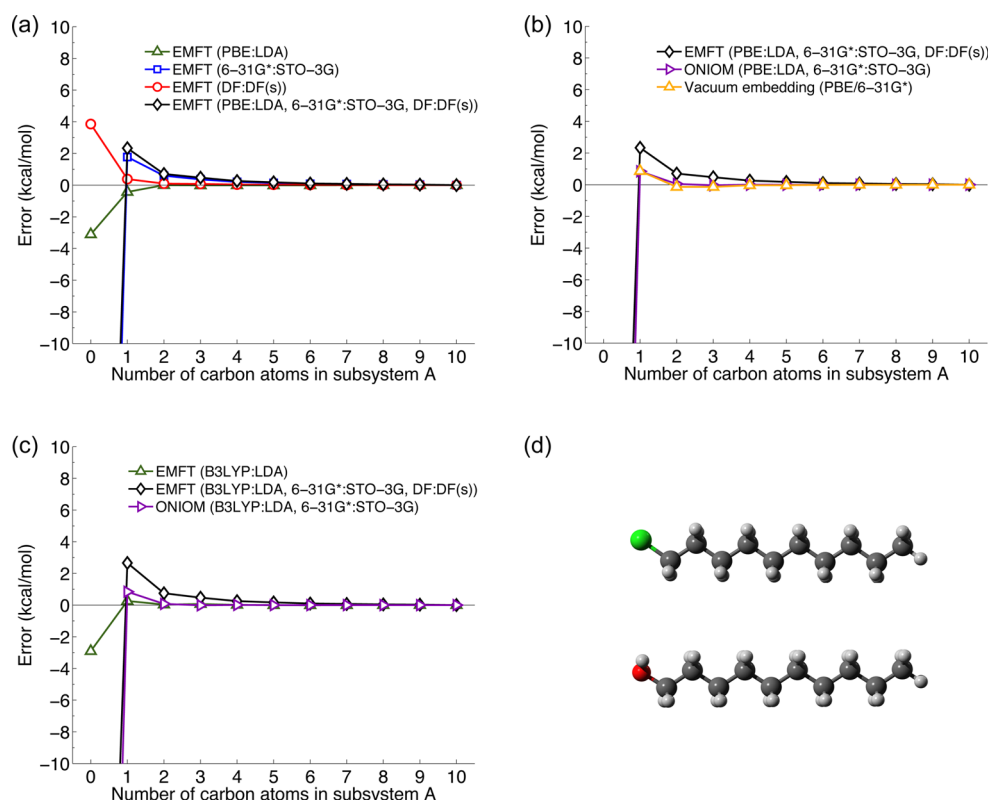 (a)
10
8
6
4
2
0
−2
−4
−6
−8
−10
Error (kcal/mol)
EMFT (PBE:LDA)
EMFT (6−31G*:STO−3G)
EMFT (DF:DF(s))
EMFT (PBE:LDA, 6−31G*:STO−3G, DF:DF(s))
0 1 2 3 4 5 6 7 8 9 10
Number of carbon atoms in subsystem A
(b)
10
8
6
4
2
0
−2
−4
−6
−8
−10
Error (kcal/mol)
EMFT (PBE:LDA, 6−31G*:STO−3G, DF:DF(s))
ONIOM (PBE:LDA, 6−31G*:STO−3G)
Vacuum embedding (PBE/6−31G*)
0 1 2 3 4 5 6 7 8 9 10
Number of carbon atoms in subsystem A
(c)
10
8
6
4
2
0
−2
−4
−6
−8
−10
Error (kcal/mol)
EMFT (B3LYP:LDA)
EMFT (B3LYP:LDA, 6−31G*:STO−3G, DF:DF(s))
ONIOM (B3LYP:LDA, 6−31G*:STO−3G)
0 1 2 3 4 5 6 7 8 9 10
Number of carbon atoms in subsystem A
(d)